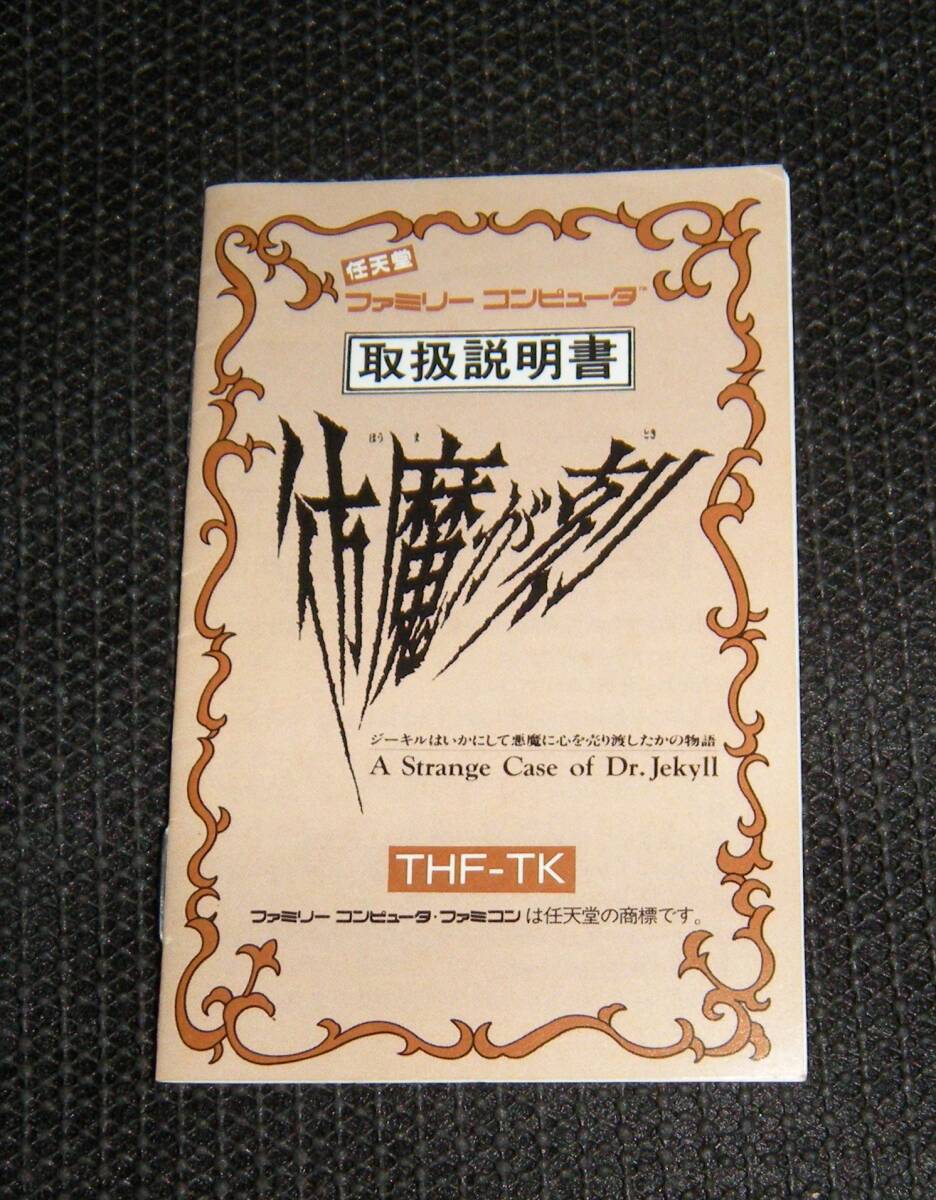 任天堂
ファミリー コンピュータ™
取扱説明書
ほう ま とき
彷魔が刻
ジーキルはいかにして悪魔に心を売り渡したかの物語
A Strange Case of Dr. Jekyll
THF-TK
ファミリー コンピュータ・ファミコンは任天堂の商標です。